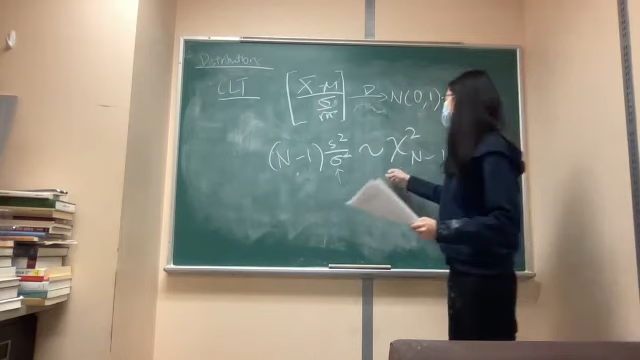 Distributions
CLT [X̄-M / σ/√n] D→ N(0,1)
(N-1) s²/σ² ~ χ²N-1